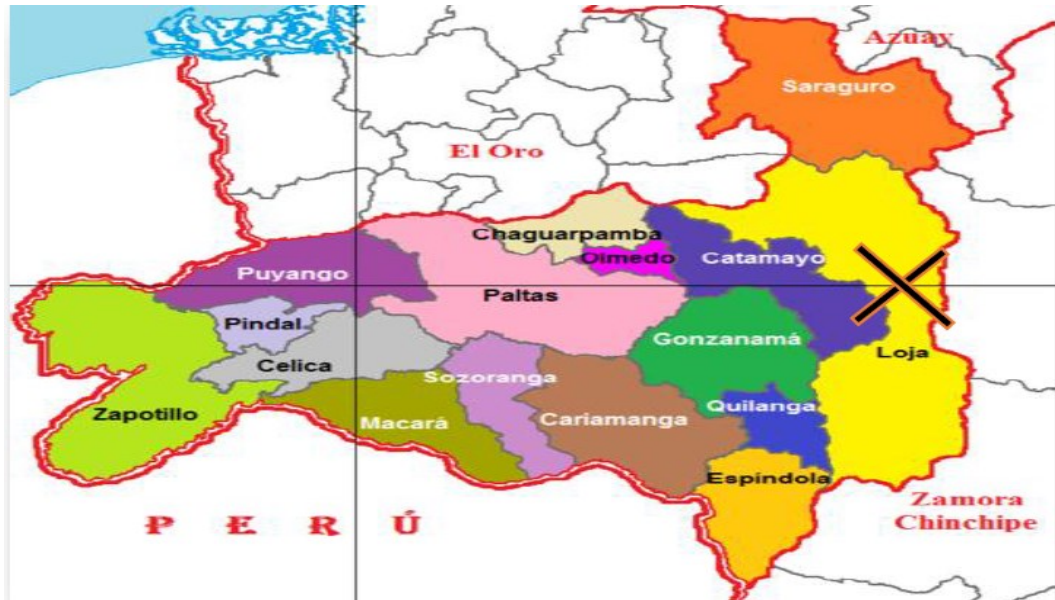 Azuay
Saraguro
El Oro
Chaguarpamba
Olmedo
Catamayo
Puyango
Paltas
Pindal
Gonzanamá
Loja
Celica
Sozoranga
Zapotillo
Quilanga
Macará
Cariamanga
Espíndola
Zamora
Chinchipe
PERÚ